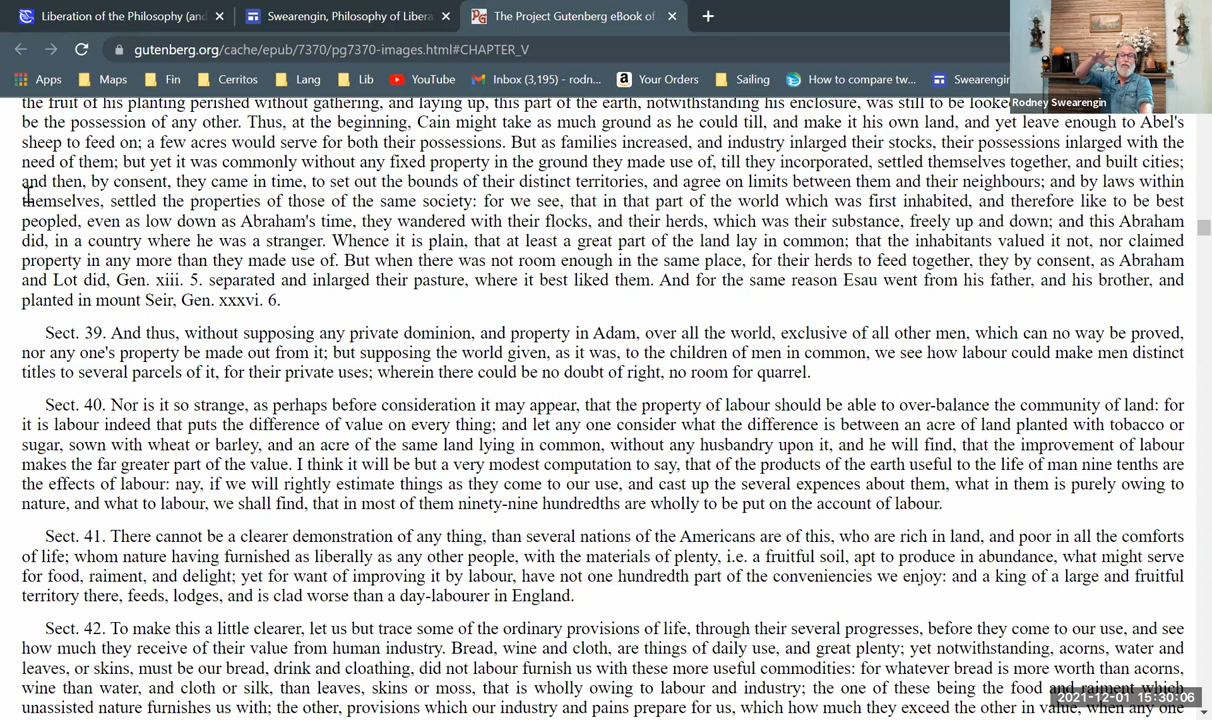 Liberation of the Philosophy (and
Swearengin, Philosophy of Libera
The Project Gutenberg eBook of
gutenberg.org/cache/epub/7370/pg7370-images.html#CHAPTER_V
Apps Maps Fin Cerritos Lang Lib YouTube Inbox (3,195) - rodn... Your Orders Sailing How to compare tw... Swearengin
Rodney Swearengin
the fruit of his planting perished without gathering, and laying up, this part of the earth, notwithstanding his enclosure, was still to be looke
be the possession of any other. Thus, at the beginning, Cain might take as much ground as he could till, and make it his own land, and yet leave enough to Abel's
sheep to feed on; a few acres would serve for both their possessions. But as families increased, and industry inlarged their stocks, their possessions inlarged with the
need of them; but yet it was commonly without any fixed property in the ground they made use of, till they incorporated, settled themselves together, and built cities;
and then, by consent, they came in time, to set out the bounds of their distinct territories, and agree on limits between them and their neighbours; and by laws within
themselves, settled the properties of those of the same society: for we see, that in that part of the world which was first inhabited, and therefore like to be best
peopled, even as low down as Abraham's time, they wandered with their flocks, and their herds, which was their substance, freely up and down; and this Abraham
did, in a country where he was a stranger. Whence it is plain, that at least a great part of the land lay in common; that the inhabitants valued it not, nor claimed
property in any more than they made use of. But when there was not room enough in the same place, for their herds to feed together, they by consent, as Abraham
and Lot did, Gen. xiii. 5. separated and inlarged their pasture, where it best liked them. And for the same reason Esau went from his father, and his brother, and
planted in mount Seir, Gen. xxxvi. 6.
Sect. 39. And thus, without supposing any private dominion, and property in Adam, over all the world, exclusive of all other men, which can no way be proved,
nor any one's property be made out from it; but supposing the world given, as it was, to the children of men in common, we see how labour could make men distinct
titles to several parcels of it, for their private uses; wherein there could be no doubt of right, no room for quarrel.
Sect. 40. Nor is it so strange, as perhaps before consideration it may appear, that the property of labour should be able to over-balance the community of land: for
it is labour indeed that puts the difference of value on every thing; and let any one consider what the difference is between an acre of land planted with tobacco or
sugar, sown with wheat or barley, and an acre of the same land lying in common, without any husbandry upon it, and he will find, that the improvement of labour
makes the far greater part of the value. I think it will be but a very modest computation to say, that of the products of the earth useful to the life of man nine tenths are
the effects of labour: nay, if we will rightly estimate things as they come to our use, and cast up the several expences about them, what in them is purely owing to
nature, and what to labour, we shall find, that in most of them ninety-nine hundredths are wholly to be put on the account of labour.
Sect. 41. There cannot be a clearer demonstration of any thing, than several nations of the Americans are of this, who are rich in land, and poor in all the comforts
of life; whom nature having furnished as liberally as any other people, with the materials of plenty, i.e. a fruitful soil, apt to produce in abundance, what might serve
for food, raiment, and delight; yet for want of improving it by labour, have not one hundredth part of the conveniencies we enjoy: and a king of a large and fruitful
territory there, feeds, lodges, and is clad worse than a day-labourer in England.
Sect. 42. To make this a little clearer, let us but trace some of the ordinary provisions of life, through their several progresses, before they come to our use, and see
how much they receive of their value from human industry. Bread, wine and cloth, are things of daily use, and great plenty; yet notwithstanding, acorns, water and
leaves, or skins, must be our bread, drink and cloathing, did not labour furnish us with these more useful commodities: for whatever bread is more worth than acorns,
wine than water, and cloth or silk, than leaves, skins or moss, that is wholly owing to labour and industry; the one of these being the food and raiment which
unassisted nature furnishes us with; the other, provisions which our industry and pains prepare for us, which how much they exceed the other in value, when any one
2021-12-01 15:30:06